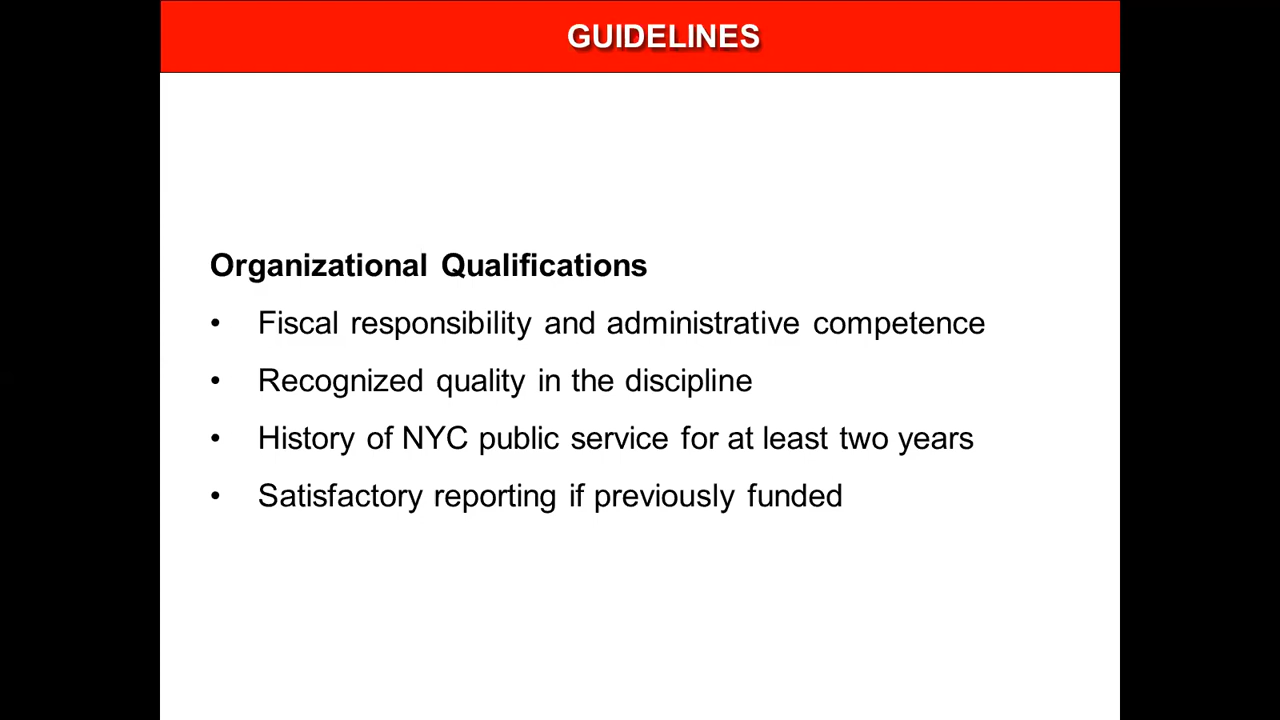 GUIDELINES
Organizational Qualifications
• Fiscal responsibility and administrative competence
• Recognized quality in the discipline
• History of NYC public service for at least two years
• Satisfactory reporting if previously funded